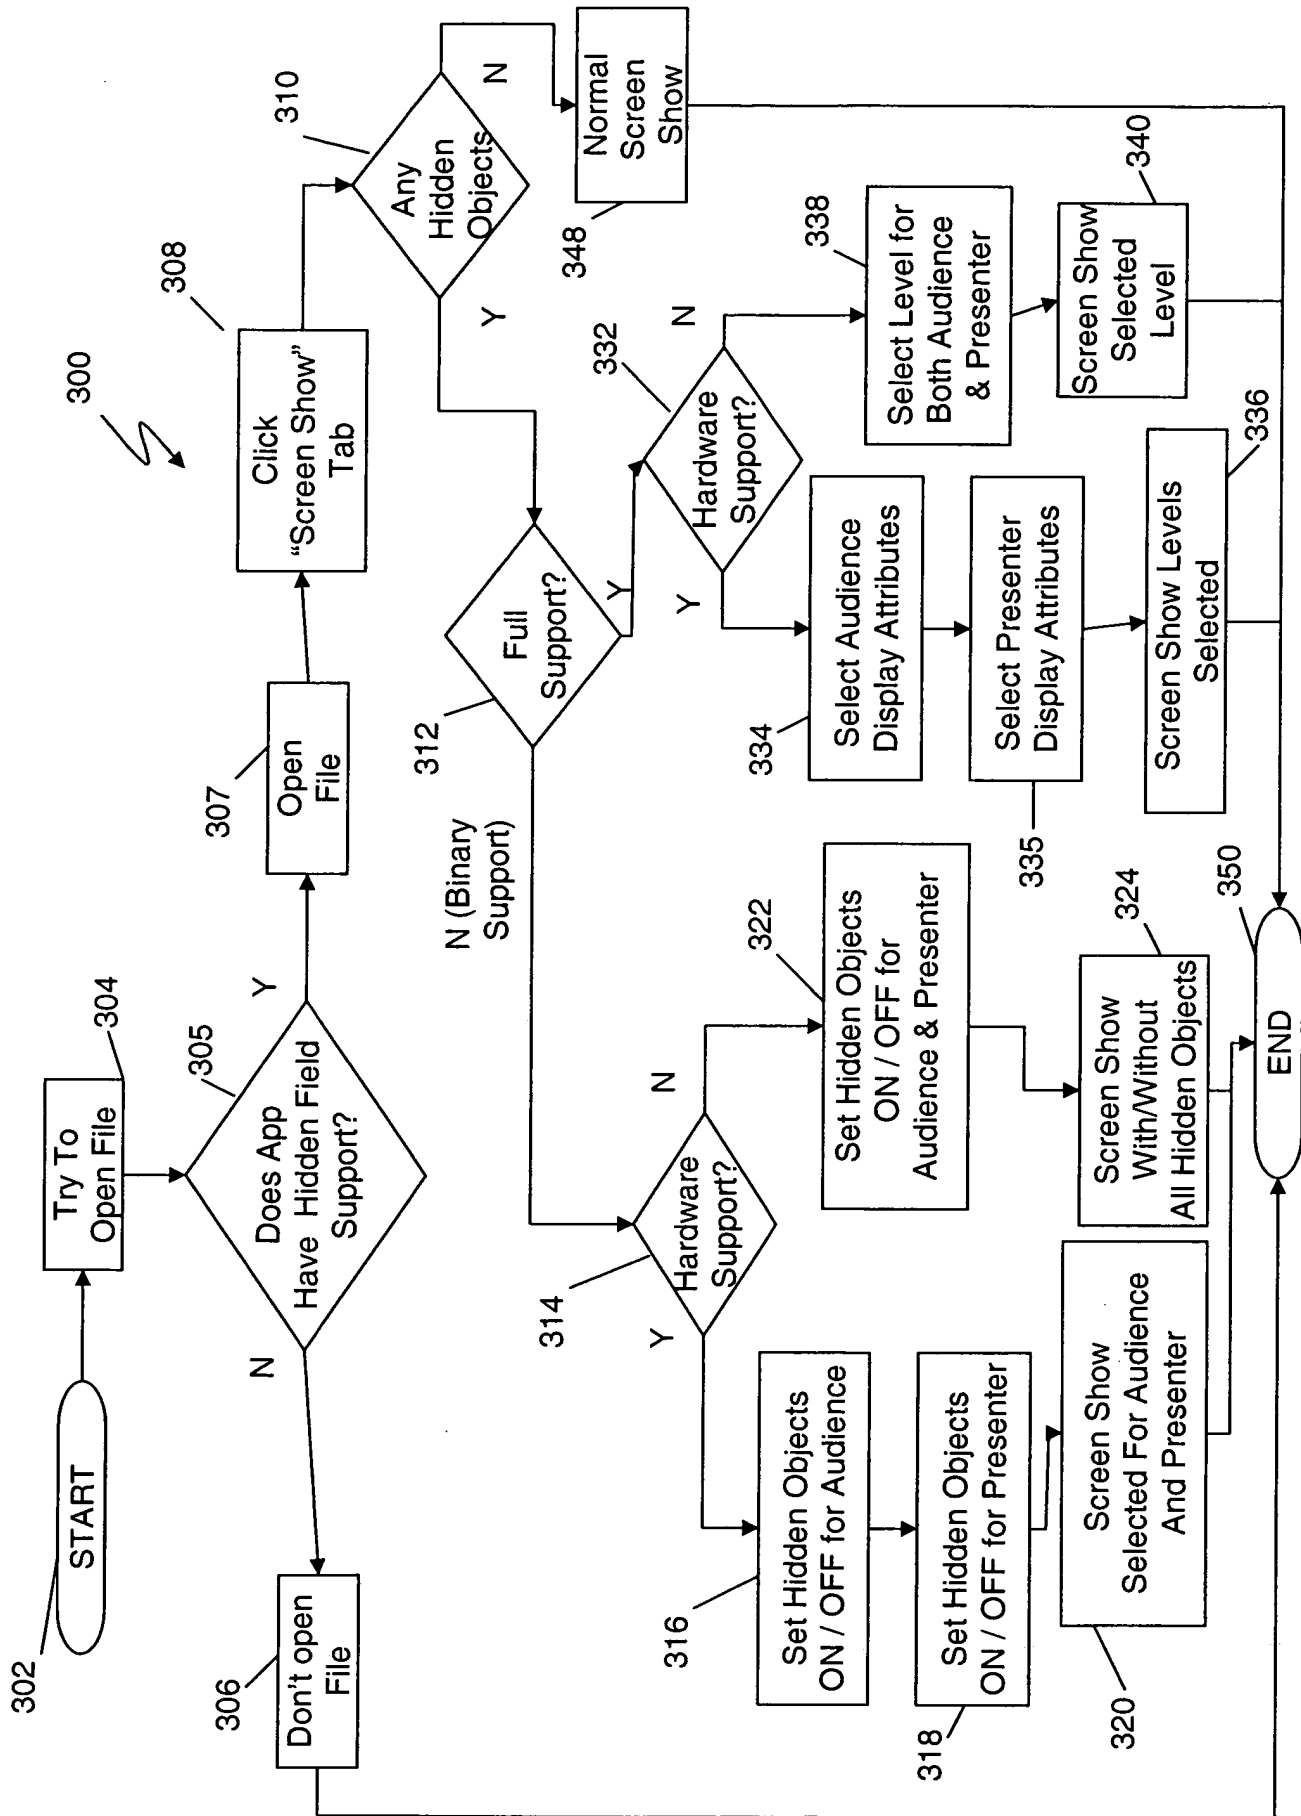 300
302
START
304
Try To
Open File
305
Does App
Have Hidden Field
Support?
N
Y
306
Don't open
File
307
Open
File
308
Click
“Screen Show”
Tab
310
Any
Hidden
Objects
N
Y
348
Normal
Screen
Show
312
Full
Support?
N (Binary
Support)
Y
314
Hardware
Support?
Y
N
316
Set Hidden Objects
ON / OFF for Audience
318
Set Hidden Objects
ON / OFF for Presenter
320
Screen Show
Selected For Audience
And Presenter
322
Set Hidden Objects
ON / OFF for
Audience & Presenter
324
Screen Show
With/Without
All Hidden Objects
332
Hardware
Support?
Y
N
334
Select Audience
Display Attributes
335
Select Presenter
Display Attributes
336
Screen Show Levels
Selected
338
Select Level for
Both Audience
& Presenter
340
Screen Show
Selected
Level
350
END